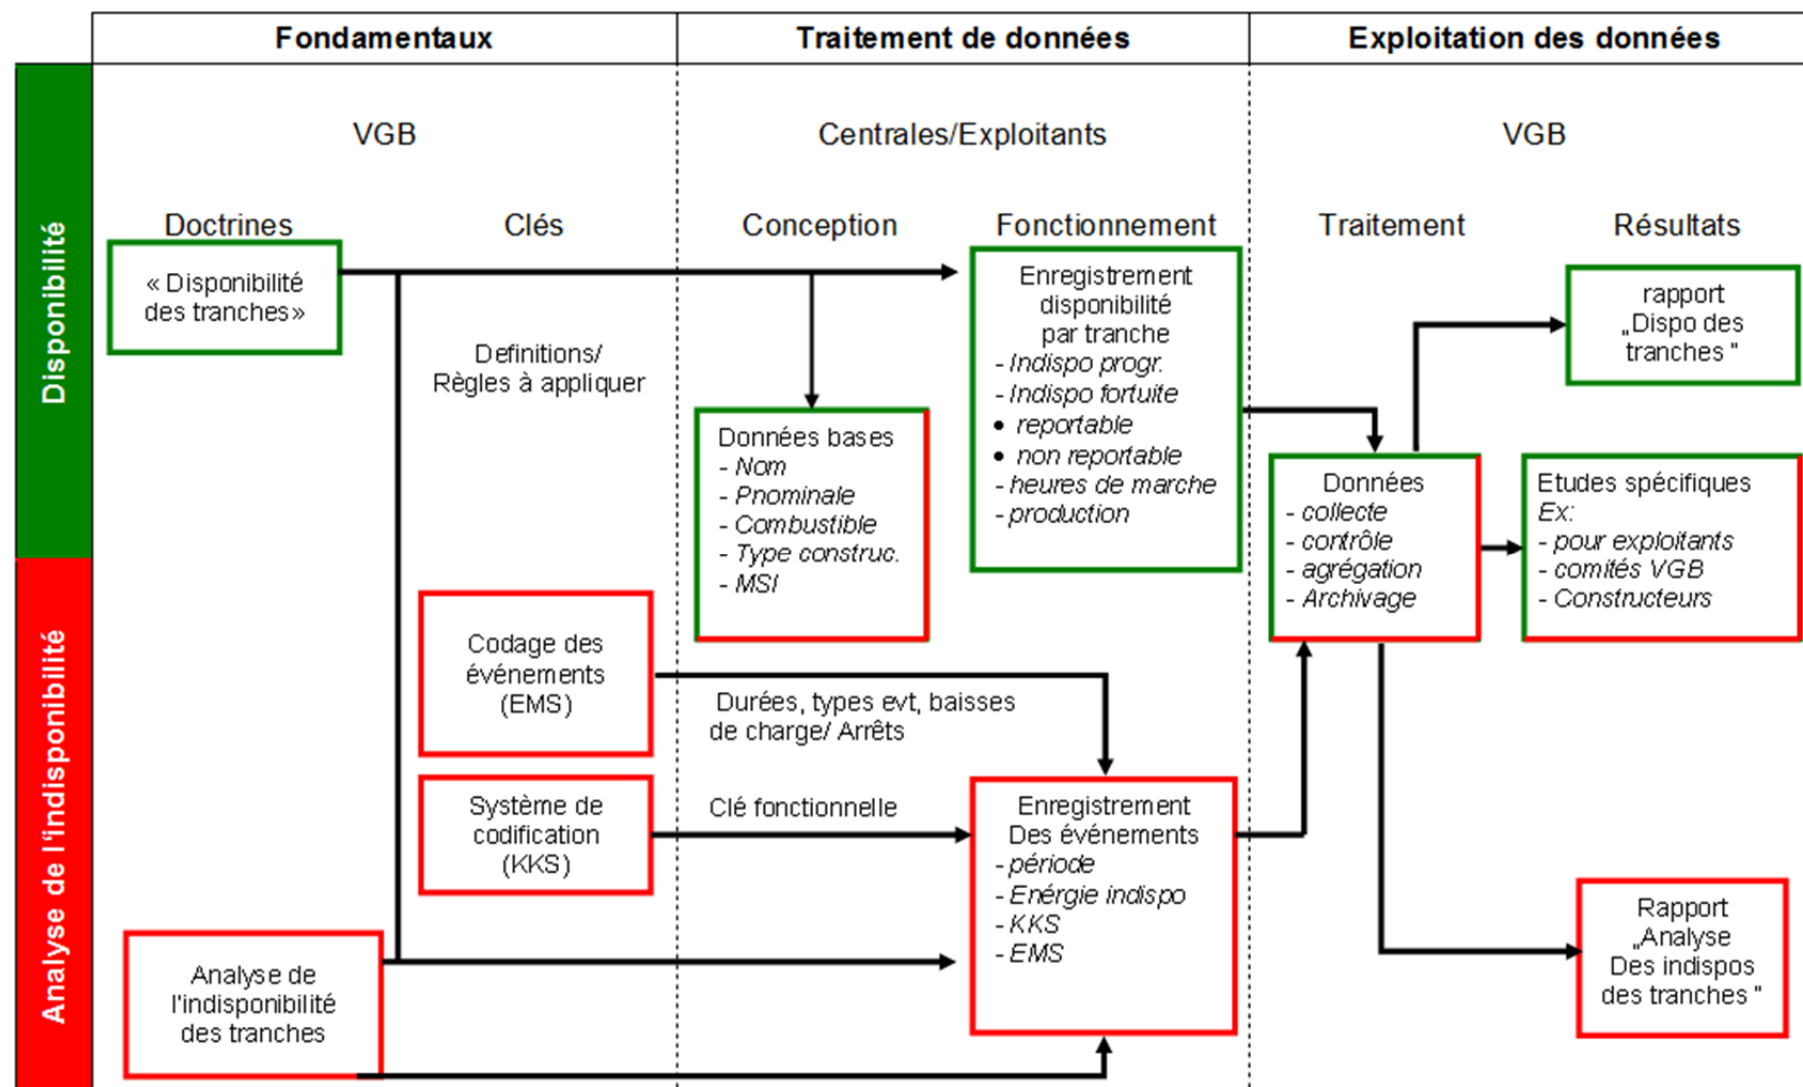 Fondamentaux
Traitement de données
Exploitation des données
Disponibilité
Analyse de l'indisponibilité
VGB
Centrales/Exploitants
VGB
Doctrines
Clés
Conception
Fonctionnement
Traitement
Résultats
« Disponibilité
des tranches»
Definitions/
Règles à appliquer
Données bases
- Nom
- Pnominale
- Combustible
- Type construc.
- MSI
Enregistrement
disponibilité
par tranche
- Indispo progr.
- Indispo fortuite
• reportable
• non reportable
- heures de marche
- production
Données
- collecte
- contrôle
- agrégation
- Archivage
rapport
„Dispo des
tranches "
Etudes spécifiques
Ex:
- pour exploitants
- comités VGB
- Constructeurs
Codage des
événements
(EMS)
Durées, types evt, baisses
de charge/ Arrêts
Système de
codification
(KKS)
Clé fonctionnelle
Enregistrement
Des événements
- période
- Enérgie indispo
- KKS
- EMS
Analyse de
l'indisponibilité
des tranches
Rapport
„Analyse
Des indispos
des tranches "